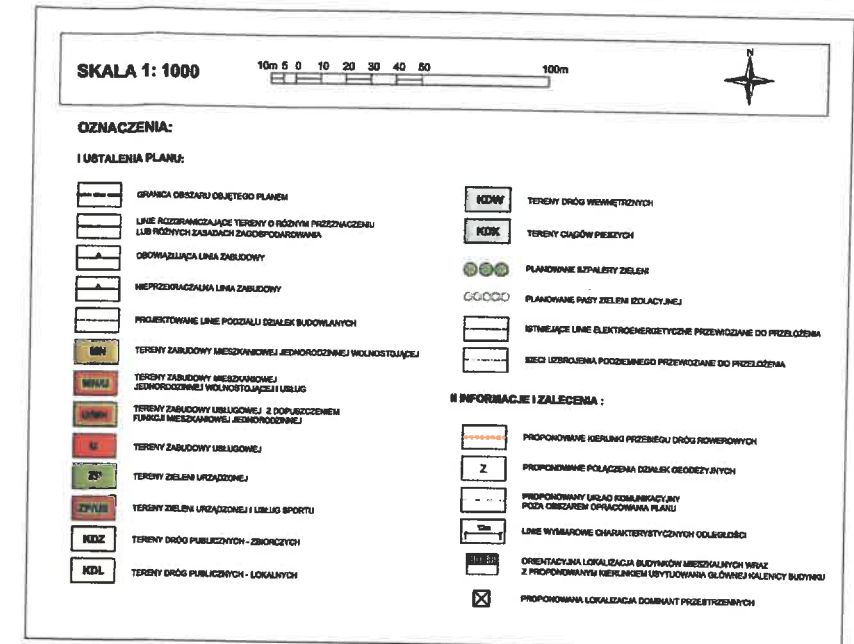 SKALA 1: 1000
10m 5 0 10 20 30 40 50 100m
N
OZNACZENIA:
I USTALENIA PLANU:
GRANICA OBSZARU OBJĘTEGO PLANEM
LINIE ROZGRANICZAJĄCE TERENY O RÓŻNYM PRZEZNACZENIU
LUB RÓŻNYCH ZASADACH ZAGOSPODAROWANIA
OBOWIĄZUJĄCA LINIA ZABUDOWY
NIEPRZEKRACZALNA LINIA ZABUDOWY
PROJEKTOWANE LINIE PODZIAŁU DZIAŁEK BUDOWLANYCH
MN TERENY ZABUDOWY MIESZKANIOWEJ JEDNORODZINNEJ WOLNOSTOJĄCEJ
MN/U TERENY ZABUDOWY MIESZKANIOWEJ
JEDNORODZINNEJ WOLNOSTOJĄCEJ I USŁUG
U/MN TERENY ZABUDOWY USŁUGOWEJ Z DOPUSZCZENIEM
FUNKCJI MIESZKANIOWEJ JEDNORODZINNEJ
U TERENY ZABUDOWY USŁUGOWEJ
ZP TERENY ZIELENI URZĄDZONEJ
ZP/US TERENY ZIELENI URZĄDZONEJ I USŁUG SPORTU
KDZ TERENY DRÓG PUBLICZNYCH - ZBIORCZYCH
KDL TERENY DRÓG PUBLICZNYCH - LOKALNYCH
KDW TERENY DRÓG WEWNĘTRZNYCH
KDX TERENY CIĄGÓW PIESZYCH
PLANOWANE SZPALERY ZIELENI
PLANOWANE PASY ZIELENI IZOLACYJNEJ
ISTNIEJĄCE LINIE ELEKTROENERGETYCZNE PRZEWIDZIANE DO PRZEŁOŻENIA
SIECI UZBROJENIA PODZIEMNEGO PRZEWIDZIANE DO PRZEŁOŻENIA
II INFORMACJE I ZALECENIA :
PROPONOWANE KIERUNKI PRZEBIEGU DRÓG ROWEROWYCH
Z PROPONOWANE POŁĄCZENIA DZIAŁEK GEODEZYJNYCH
PROPONOWANY UKŁAD KOMUNIKACYJNY
POZA OBSZAREM OPRACOWANIA PLANU
LINIE WYMIAROWE CHARAKTERYSTYCZNYCH ODLEGŁOŚCI
ORIENTACYJNA LOKALIZACJA BUDYNKÓW MIESZKALNYCH WRAZ
Z PROPONOWANYM KIERUNKIEM USYTUOWANIA GŁÓWNEJ KALENICY BUDYNKU
PROPONOWANA LOKALIZACJA DOMINANT PRZESTRZENNYCH